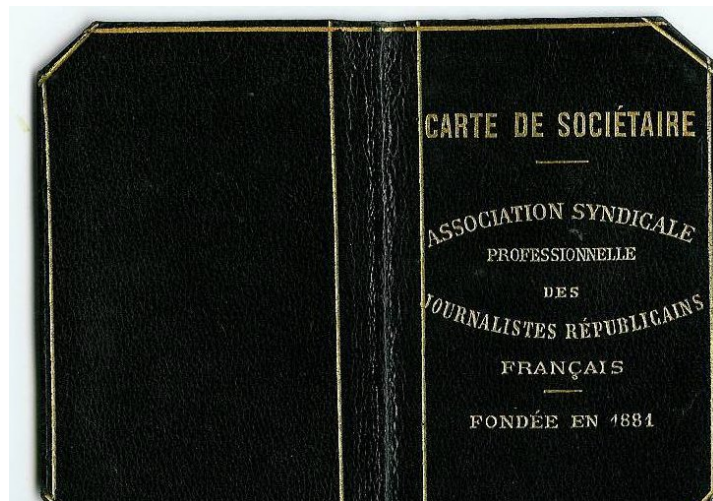 CARTE DE SOCIÉTAIRE
ASSOCIATION SYNDICALE
PROFESSIONNELLE
DES
JOURNALISTES RÉPUBLICAINS
FRANÇAIS
FONDÉE EN 1881